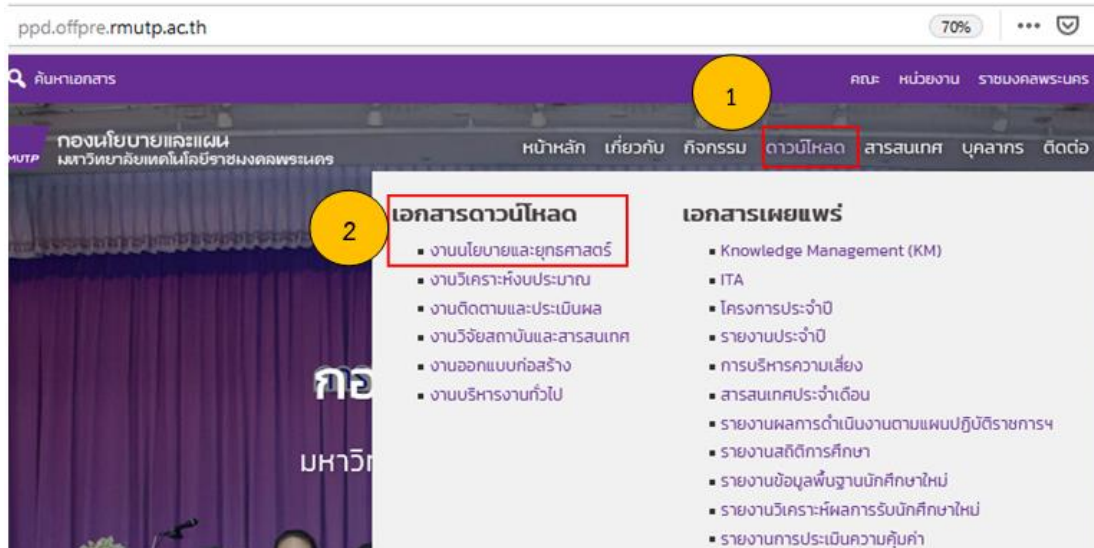 ppd.offpre.rmutp.ac.th 70%
ค้นหาเอกสาร คณะ หน่วยงาน ราชมงคลพระนคร
1
MUTP กองนโยบายและแผน
มหาวิทยาลัยเทคโนโลยีราชมงคลพระนคร
หน้าหลัก เกี่ยวกับ กิจกรรม ดาวน์โหลด สารสนเทศ บุคลากร ติดต่อ
2
เอกสารดาวน์โหลด
งานนโยบายและยุทธศาสตร์
งานวิเคราะห์งบประมาณ
งานติดตามและประเมินผล
งานวิจัยสถาบันและสารสนเทศ
งานออกแบบก่อสร้าง
งานบริหารงานทั่วไป
เอกสารเผยแพร่
Knowledge Management (KM)
ITA
โครงการประจำปี
รายงานประจำปี
การบริหารความเสี่ยง
สารสนเทศประจำเดือน
รายงานผลการดำเนินงานตามแผนปฏิบัติราชการฯ
รายงานสถิติการศึกษา
รายงานข้อมูลพื้นฐานนักศึกษาใหม่
รายงานวิเคราะห์ผลการรับนักศึกษาใหม่
รายงานการประเมินความคุ้มค่า
กอ
มหาวิ